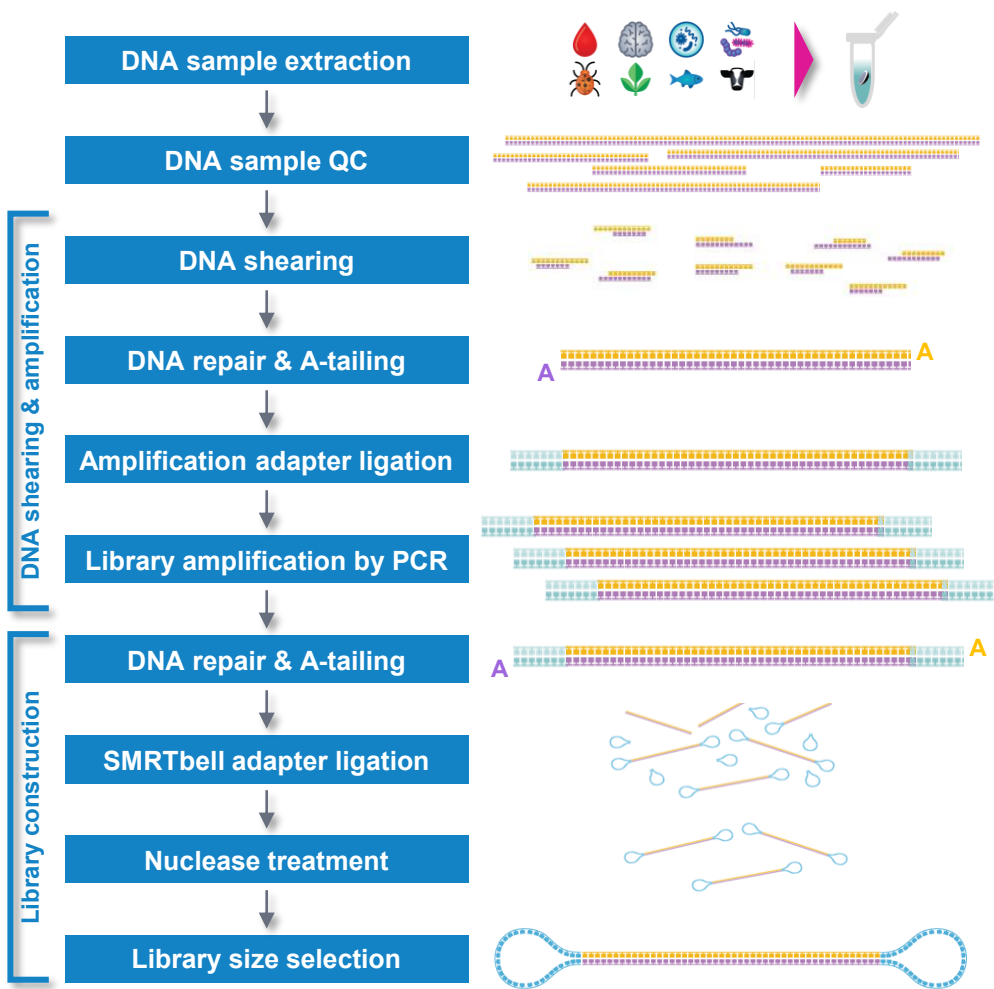 DNA sample extraction
DNA sample QC
DNA shearing & amplification
DNA shearing
DNA repair & A-tailing
A
A
Amplification adapter ligation
Library amplification by PCR
Library construction
DNA repair & A-tailing
A
A
SMRTbell adapter ligation
Nuclease treatment
Library size selection